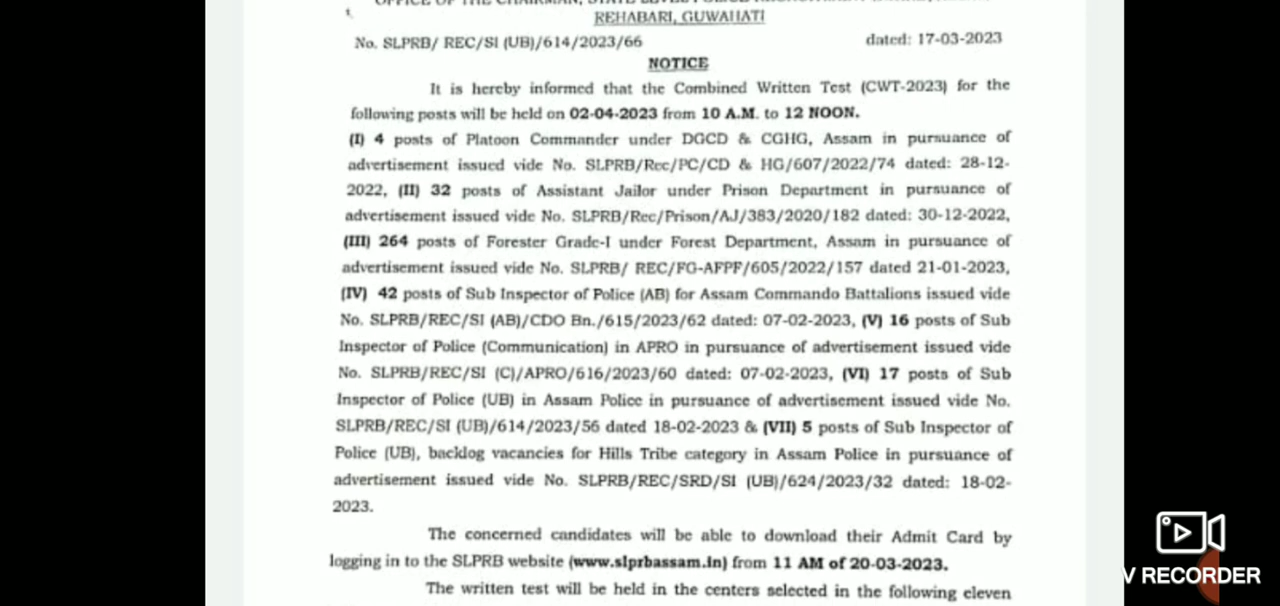 REHABARI, GUWAHATI
No. SLPRB/ REC/SI (UB)/614/2023/66 dated: 17-03-2023
NOTICE
It is hereby informed that the Combined Written Test (CWT-2023) for the
following posts will be held on 02-04-2023 from 10 A.M. to 12 NOON.
(I) 4 posts of Platoon Commander under DGCD & CGHG, Assam in pursuance of
advertisement issued vide No. SLPRB/Rec/PC/CD & HG/607/2022/74 dated: 28-12-
2022, (II) 32 posts of Assistant Jailor under Prison Department in pursuance of
advertisement issued vide No. SLPRB/Rec/Prison/AJ/383/2020/182 dated: 30-12-2022,
(III) 264 posts of Forester Grade-I under Forest Department, Assam in pursuance of
advertisement issued vide No. SLPRB/ REC/FG-AFPF/605/2022/157 dated 21-01-2023,
(IV) 42 posts of Sub Inspector of Police (AB) for Assam Commando Battalions issued vide
No. SLPRB/REC/SI (AB)/CDO Bn./615/2023/62 dated: 07-02-2023, (V) 16 posts of Sub
Inspector of Police (Communication) in APRO in pursuance of advertisement issued vide
No. SLPRB/REC/SI (C)/APRO/616/2023/60 dated: 07-02-2023, (VI) 17 posts of Sub
Inspector of Police (UB) in Assam Police in pursuance of advertisement issued vide No.
SLPRB/REC/SI (UB)/614/2023/56 dated 18-02-2023 & (VII) 5 posts of Sub Inspector of
Police (UB), backlog vacancies for Hills Tribe category in Assam Police in pursuance of
advertisement issued vide No. SLPRB/REC/SRD/SI (UB)/624/2023/32 dated: 18-02-
2023.
The concerned candidates will be able to download their Admit Card by
logging in to the SLPRB website (www.slprbassam.in) from 11 AM of 20-03-2023.
The written test will be held in the centers selected in the following eleven
V RECORDER